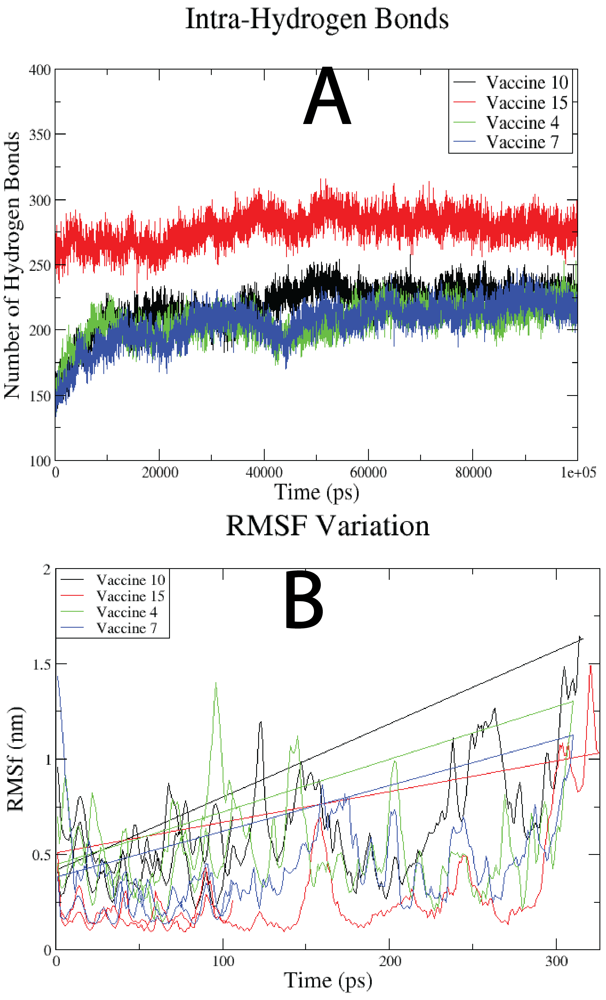 Intra-Hydrogen Bonds
A
Vaccine 10
Vaccine 15
Vaccine 4
Vaccine 7
400
350
300
250
200
150
100
Number of Hydrogen Bonds
0 20000 40000 60000 80000 1e+05
Time (ps)
RMSF Variation
B
Vaccine 10
Vaccine 15
Vaccine 4
Vaccine 7
2
1.5
1
0.5
0
RMSf (nm)
0 100 200 300
Time (ps)